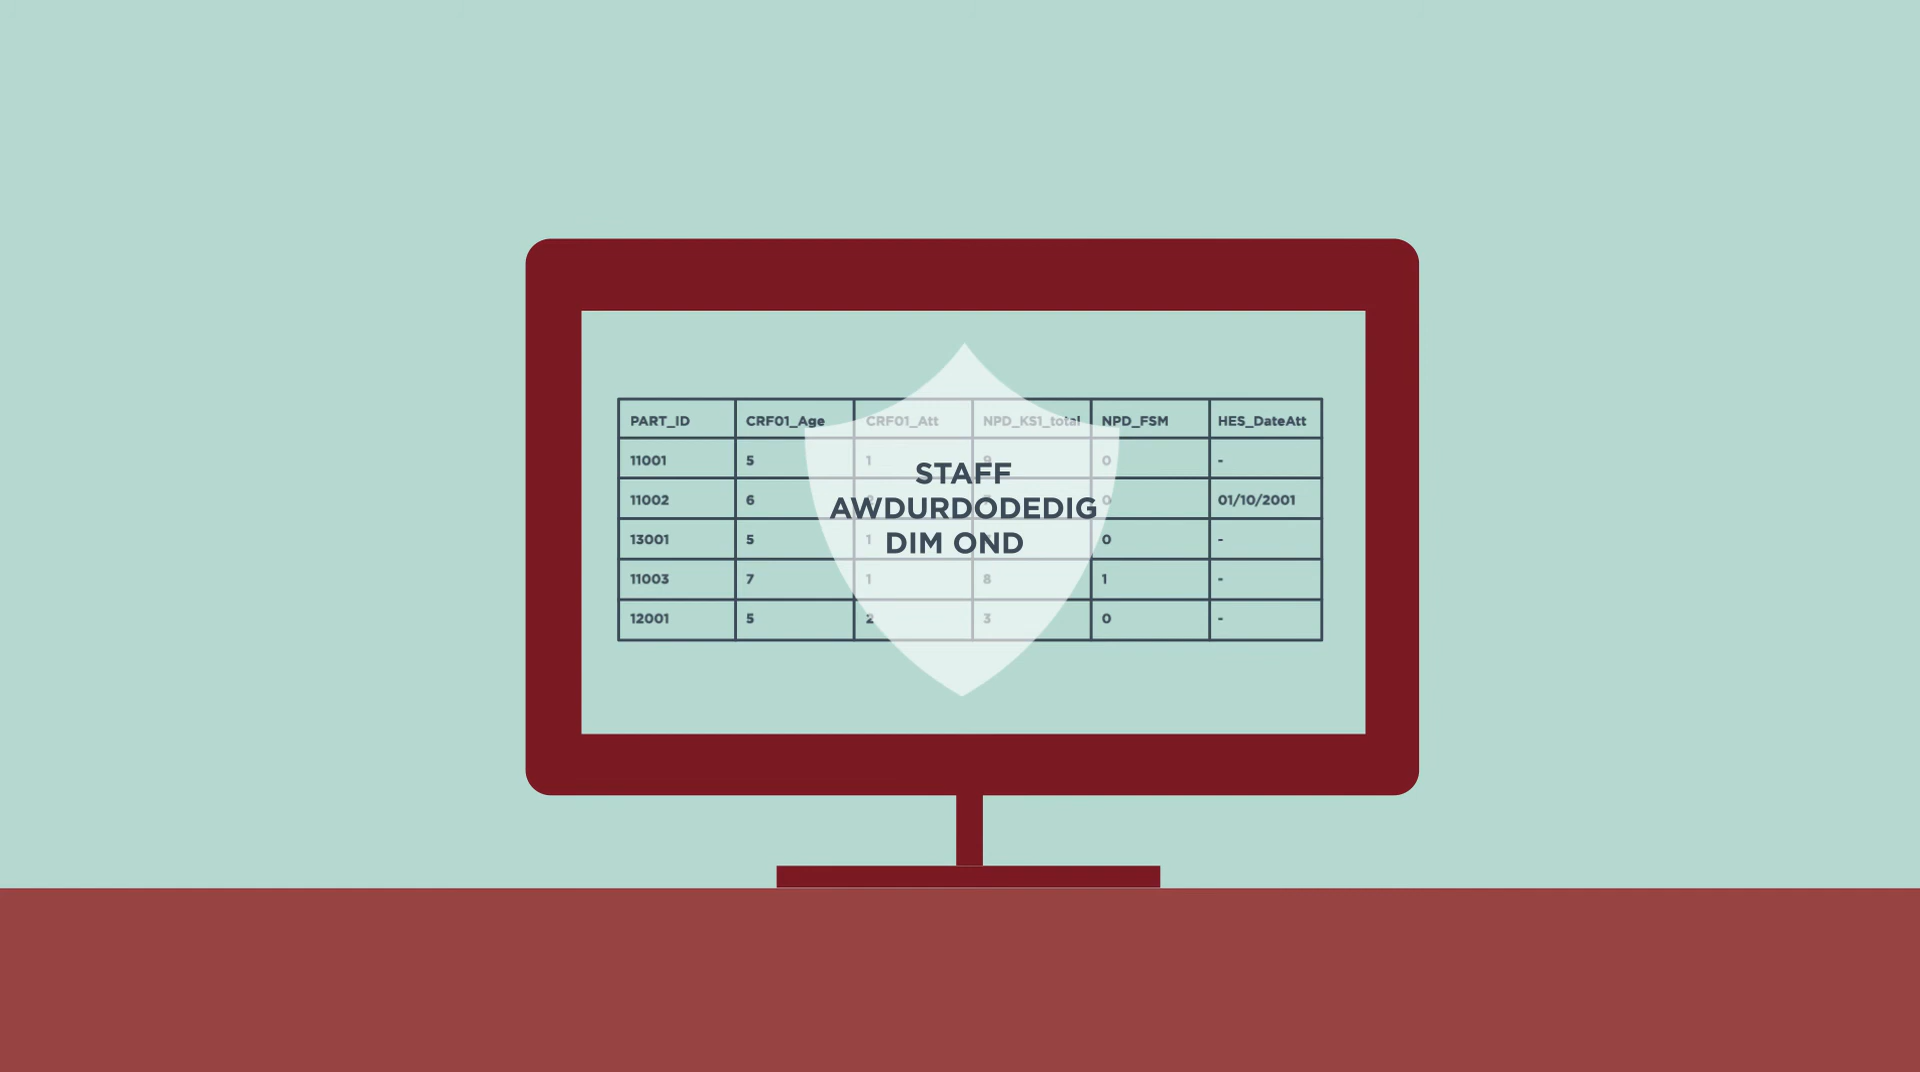 PART_ID CRF01_Age CRF01_Att NPD_KS1_total NPD_FSM HES_DateAtt
11001 5 1 9 0 -
11002 6 0 01/10/2001
13001 5 1 0 -
11003 7 1 8 1 -
12001 5 2 3 0 -
STAFF
AWDURDODEDIG
DIM OND